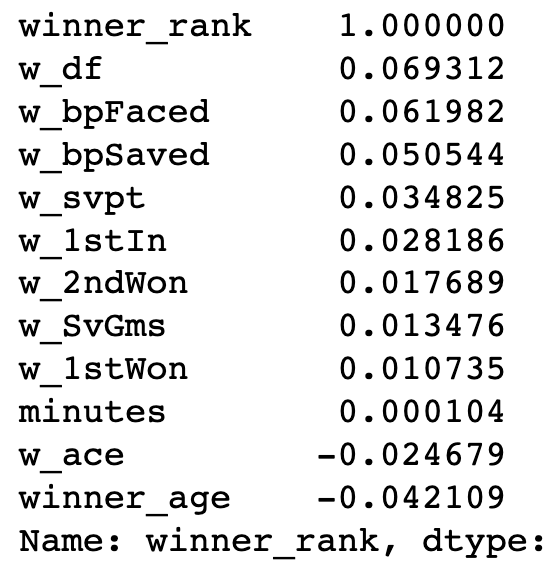 winner_rank    1.000000
w_df           0.069312
w_bpFaced      0.061982
w_bpSaved      0.050544
w_svpt         0.034825
w_1stIn        0.028186
w_2ndWon       0.017689
w_SvGms        0.013476
w_1stWon       0.010735
minutes        0.000104
w_ace         -0.024679
winner_age    -0.042109
Name: winner_rank, dtype: